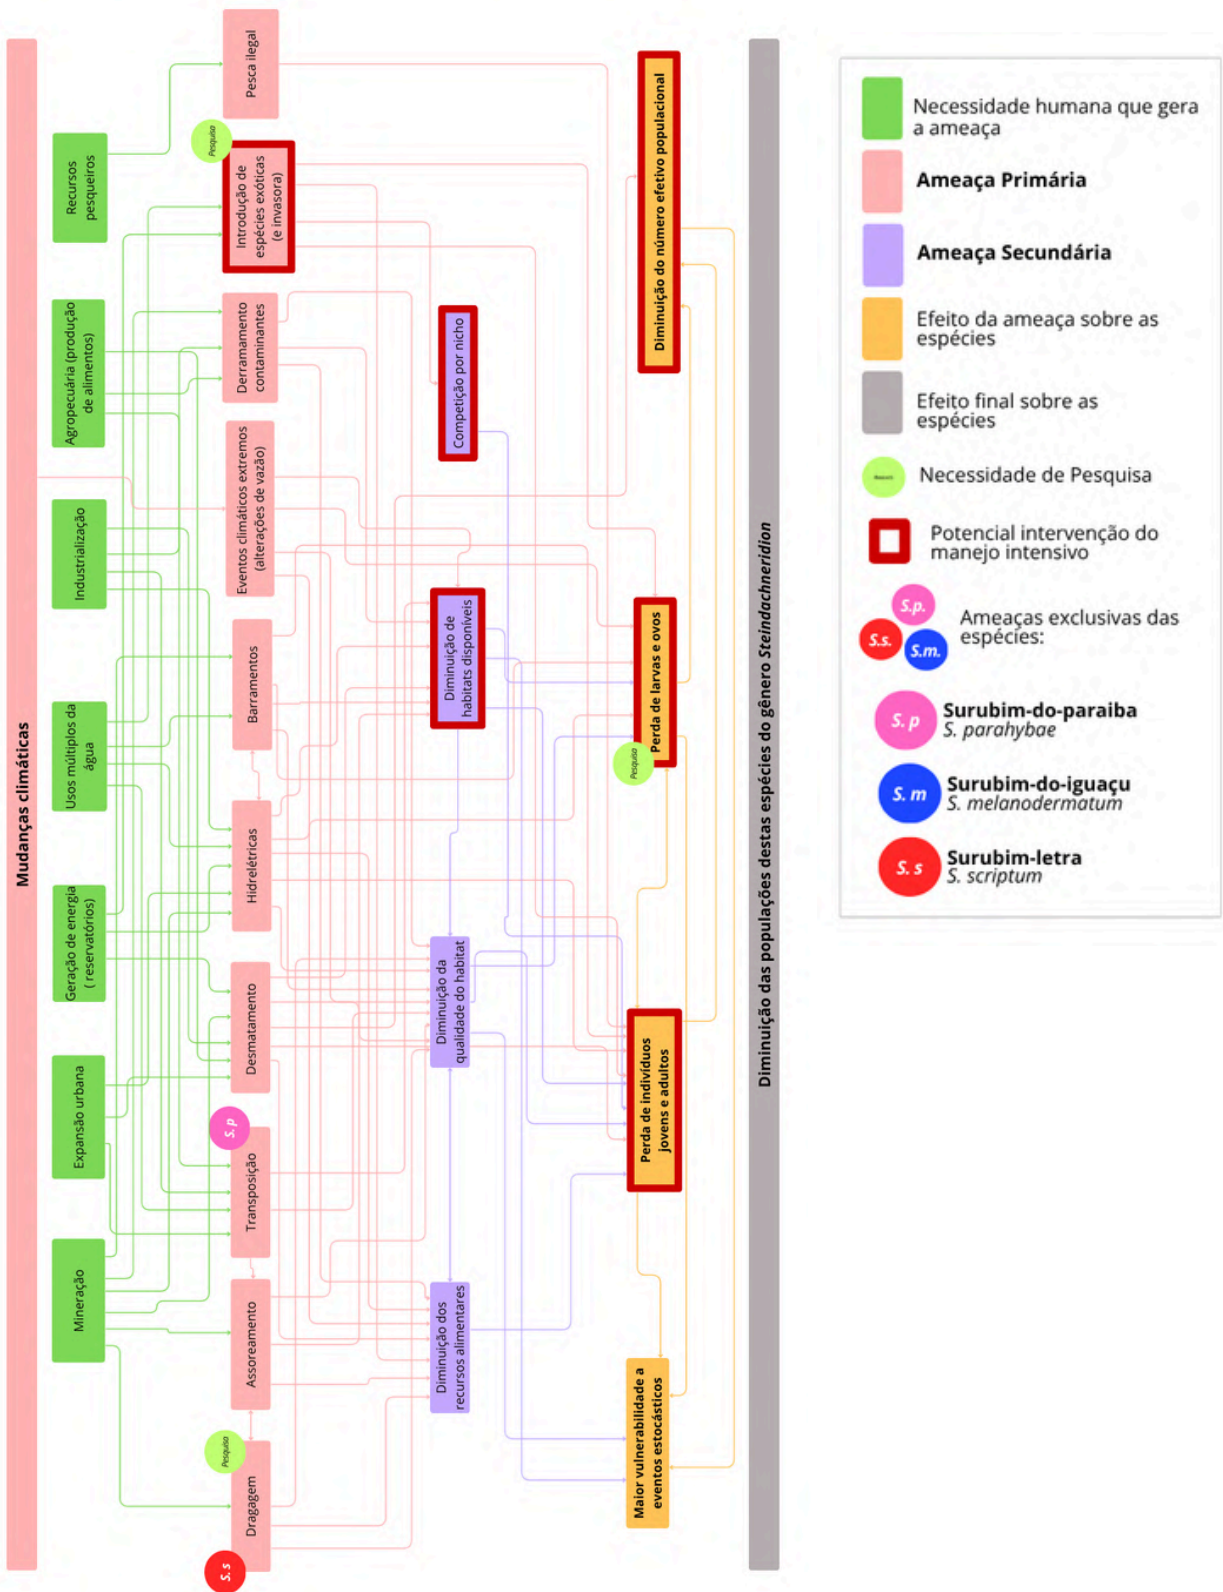 Mudanças climáticas
Mineração
Expansão urbana
Geração de energia
( reservatórios)
Usos múltiplos da
água
Industrialização
Agropecuária (produção
de alimentos)
Recursos
pesqueiros
S. s
Dragagem
Pesquisa
Assoreamento
Transposição
S. p
Desmatamento
Hidrelétricas
Barramentos
Eventos climáticos extremos
(alterações de vazão)
Derramamento
contaminantes
Introdução de
espécies exóticas
(e invasora)
Pesquisa
Pesca ilegal
Diminuição dos
recursos alimentares
Diminuição da
qualidade do habitat
Diminuição de
habitats disponíveis
Competição por nicho
Maior vulnerabilidade a
eventos estocásticos
Perda de indivíduos
jovens e adultos
Perda de larvas e ovos
Pesquisa
Diminuição do número efetivo populacional
Diminuição das populações destas espécies do gênero Steindachneridion
Necessidade humana que gera
a ameaça
Ameaça Primária
Ameaça Secundária
Efeito da ameaça sobre as
espécies
Efeito final sobre as
espécies
Necessidade de Pesquisa
Potencial intervenção do
manejo intensivo
S.p.
S.s.
S.m.
Ameaças exclusivas das
espécies:
S. p
Surubim-do-paraiba
S. parahybae
S. m
Surubim-do-iguaçu
S. melanodermatum
S. s
Surubim-letra
S. scriptum